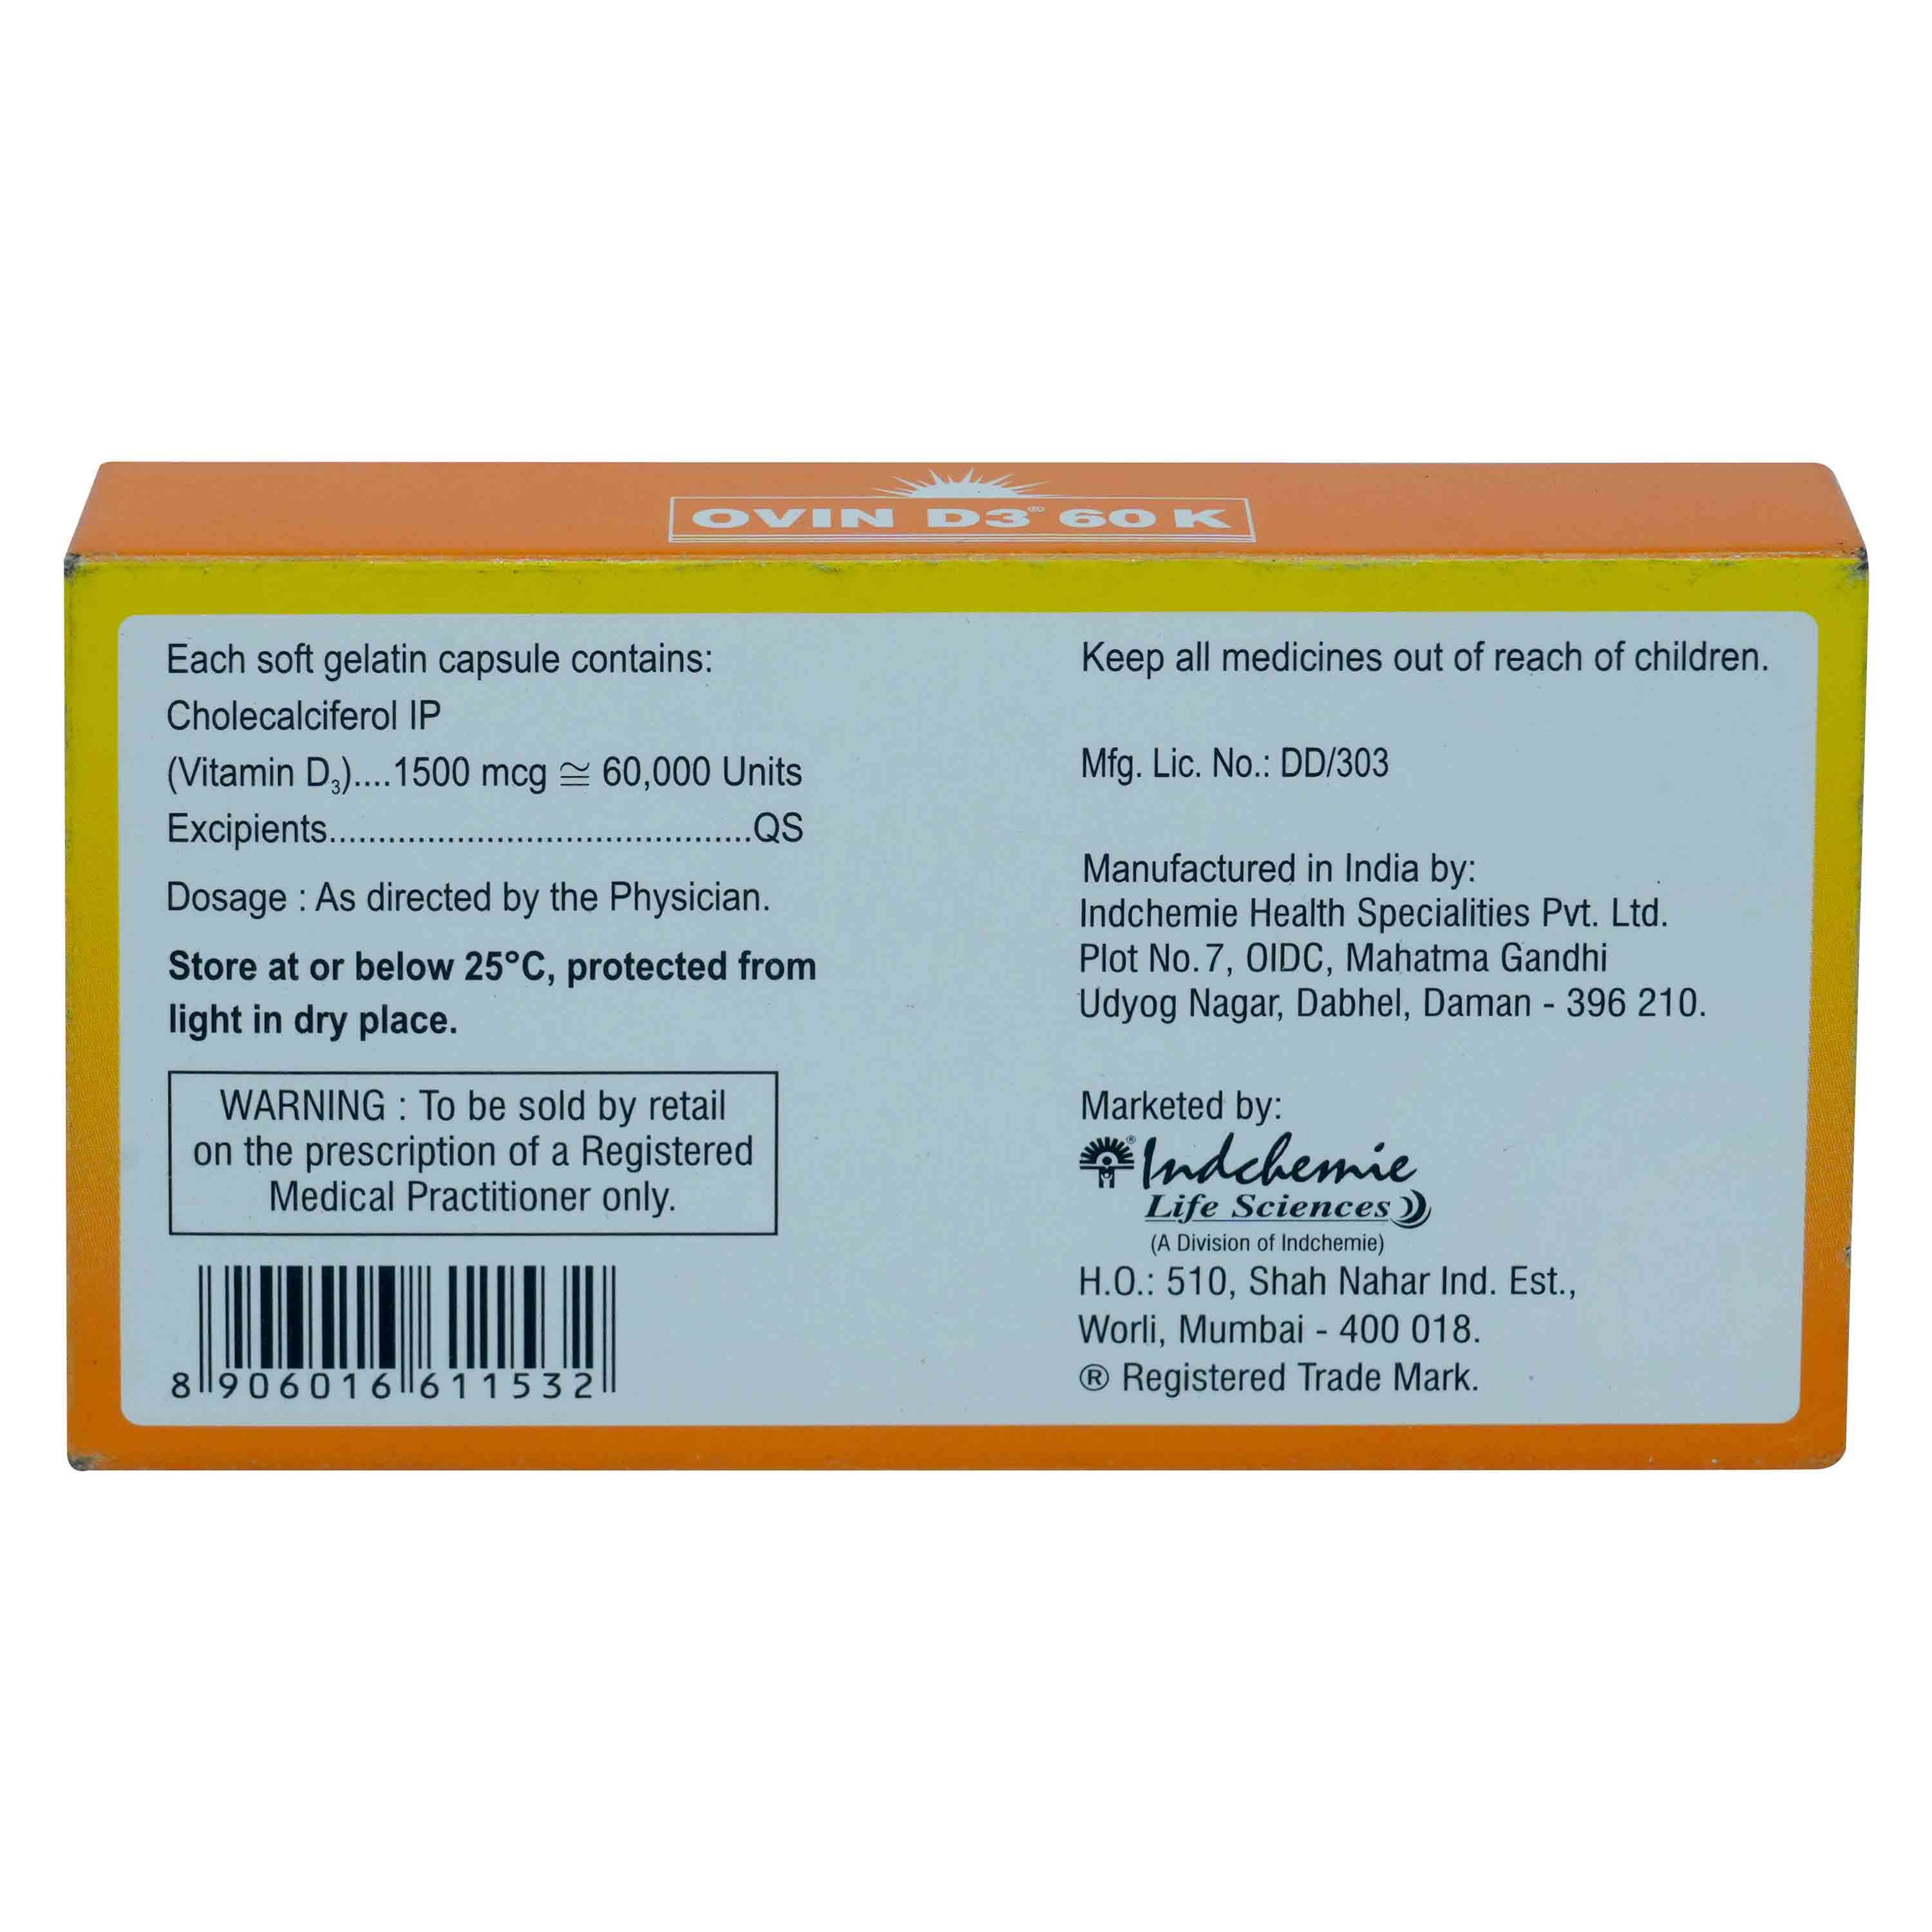 OVIN D3® 60 K
Each soft gelatin capsule contains:
Cholecalciferol IP
(Vitamin D₃)....1500 mcg ≅ 60,000 Units
Excipients...........................................QS
Dosage : As directed by the Physician.
Store at or below 25°C, protected from
light in dry place.
WARNING : To be sold by retail
on the prescription of a Registered
Medical Practitioner only.
8 906016 611532
Keep all medicines out of reach of children.
Mfg. Lic. No.: DD/303
Manufactured in India by:
Indchemie Health Specialities Pvt. Ltd.
Plot No.7, OIDC, Mahatma Gandhi
Udyog Nagar, Dabhel, Daman - 396 210.
Marketed by:
® Indchemie
Life Sciences
(A Division of Indchemie)
H.O.: 510, Shah Nahar Ind. Est.,
Worli, Mumbai - 400 018.
® Registered Trade Mark.